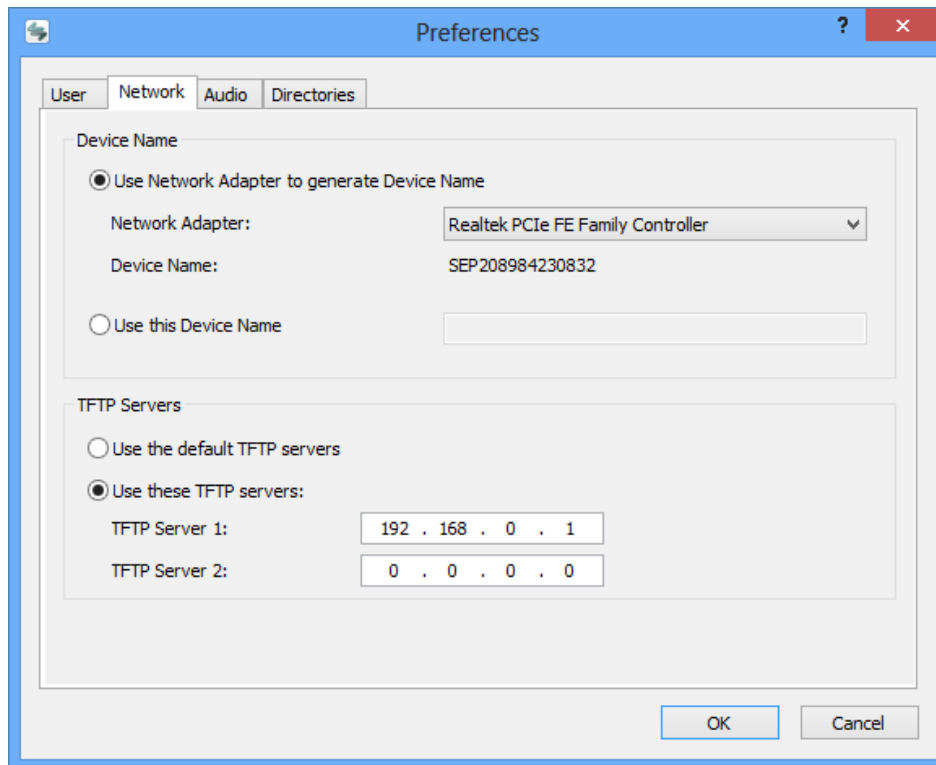 Preferences
?
User Network Audio Directories
Device Name
Use Network Adapter to generate Device Name
Network Adapter: Realtek PCIe FE Family Controller
Device Name: SEP208984230832
Use this Device Name
TFTP Servers
Use the default TFTP servers
Use these TFTP servers:
TFTP Server 1: 192 . 168 . 0 . 1
TFTP Server 2: 0 . 0 . 0 . 0
OK Cancel